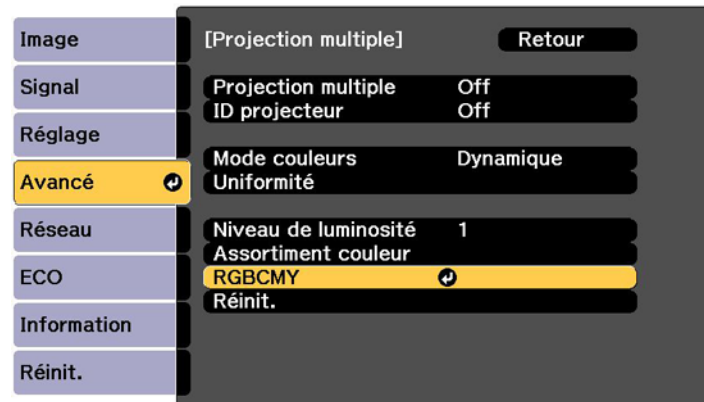 Image
Signal
Réglage
Avancé
Réseau
ECO
Information
Réinit.
[Projection multiple] Retour
Projection multiple Off
ID projecteur Off
Mode couleurs Dynamique
Uniformité
Niveau de luminosité 1
Assortiment couleur
RGBCMY
Réinit.